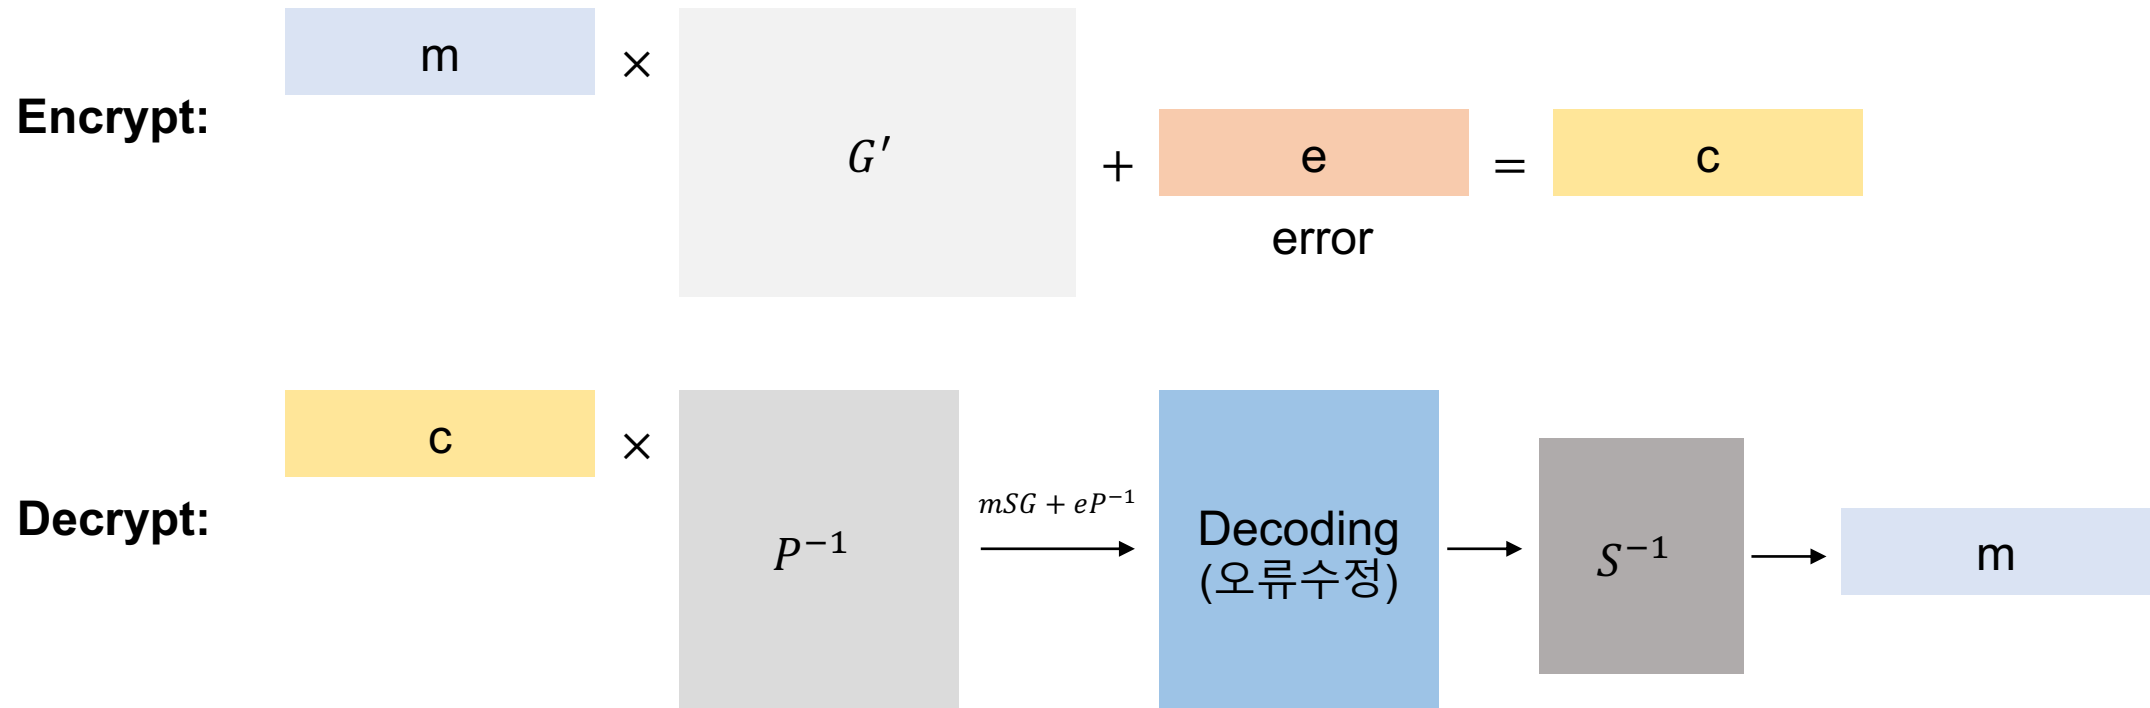 Encrypt:
m × G′ + e = c
error
Decrypt:
c × P⁻¹
mSG + eP⁻¹
Decoding
(오류수정)
S⁻¹
m